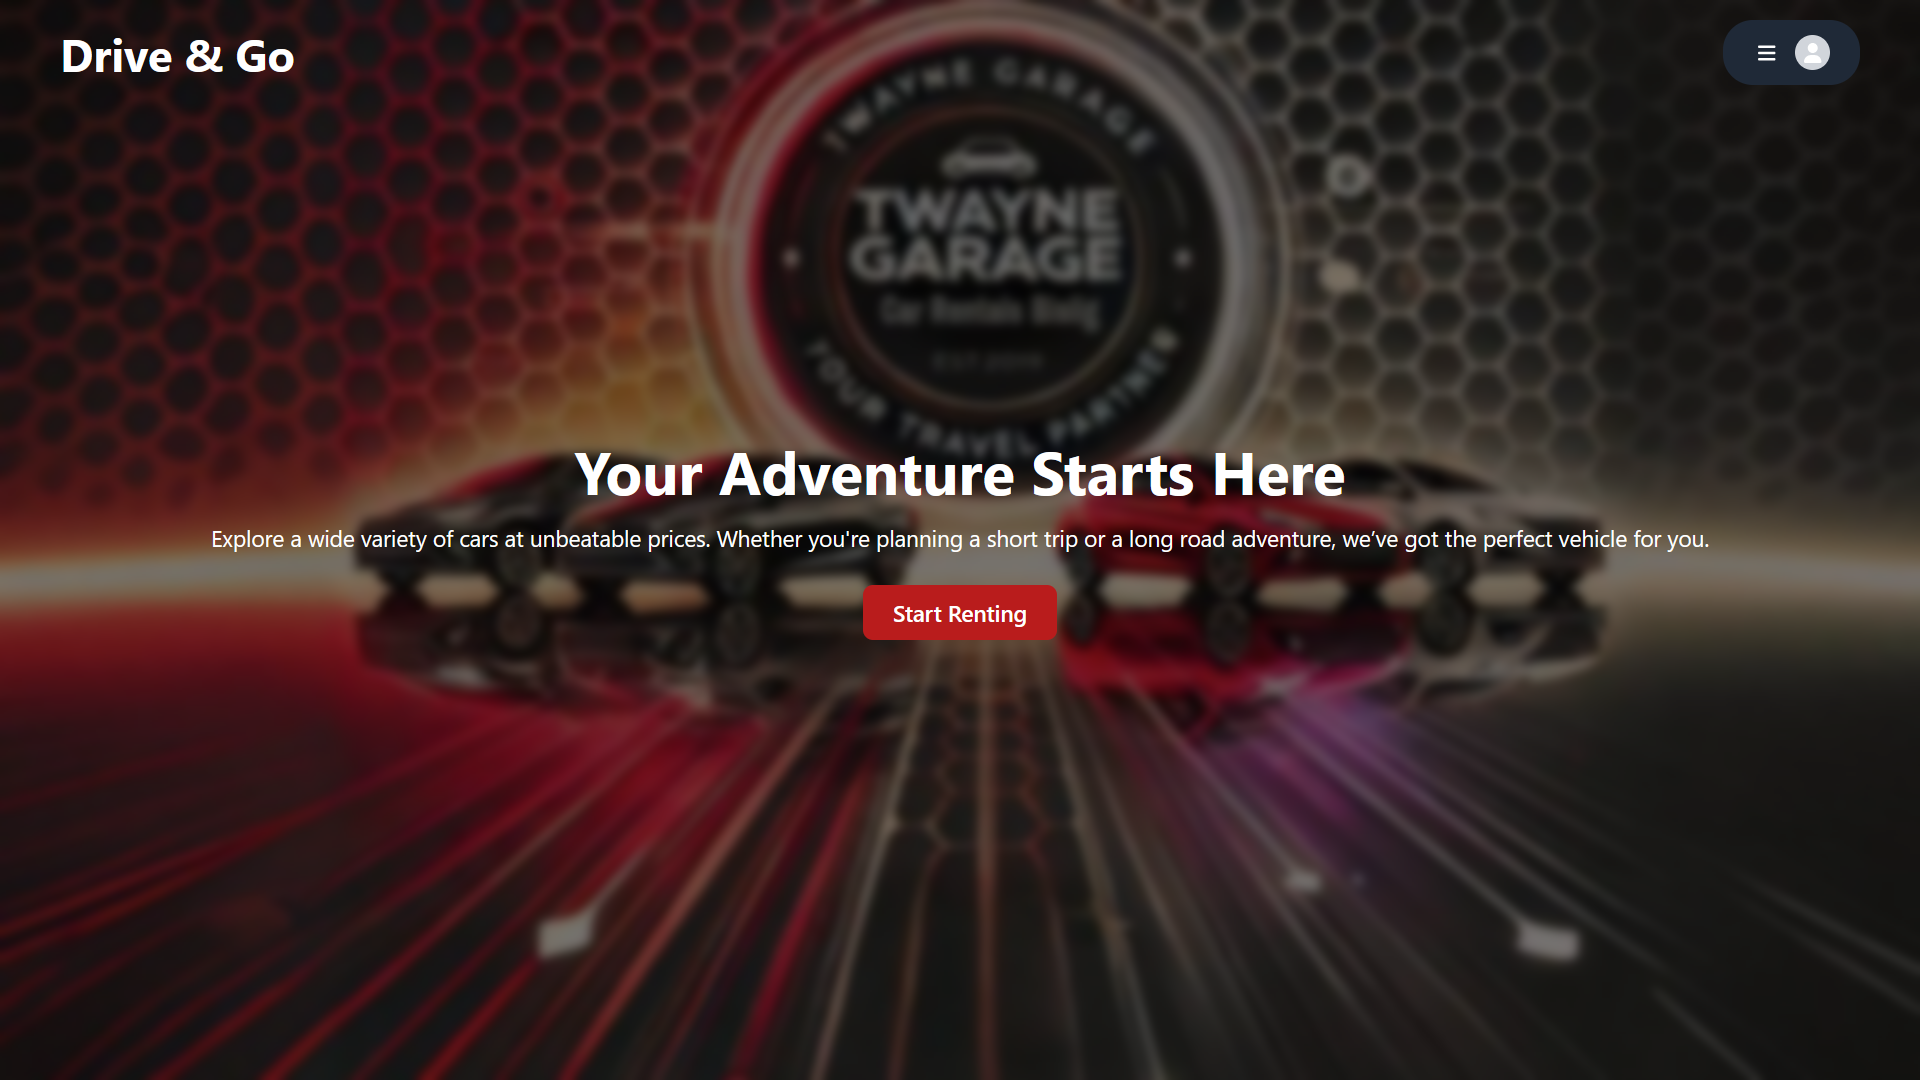 Drive & Go
TWAYNE GARAGE
TWAYNE
GARAGE
Car Rentals
YOUR TRAVEL PARTNER
Your Adventure Starts Here
Explore a wide variety of cars at unbeatable prices. Whether you're planning a short trip or a long road adventure, we’ve got the perfect vehicle for you.
Start Renting